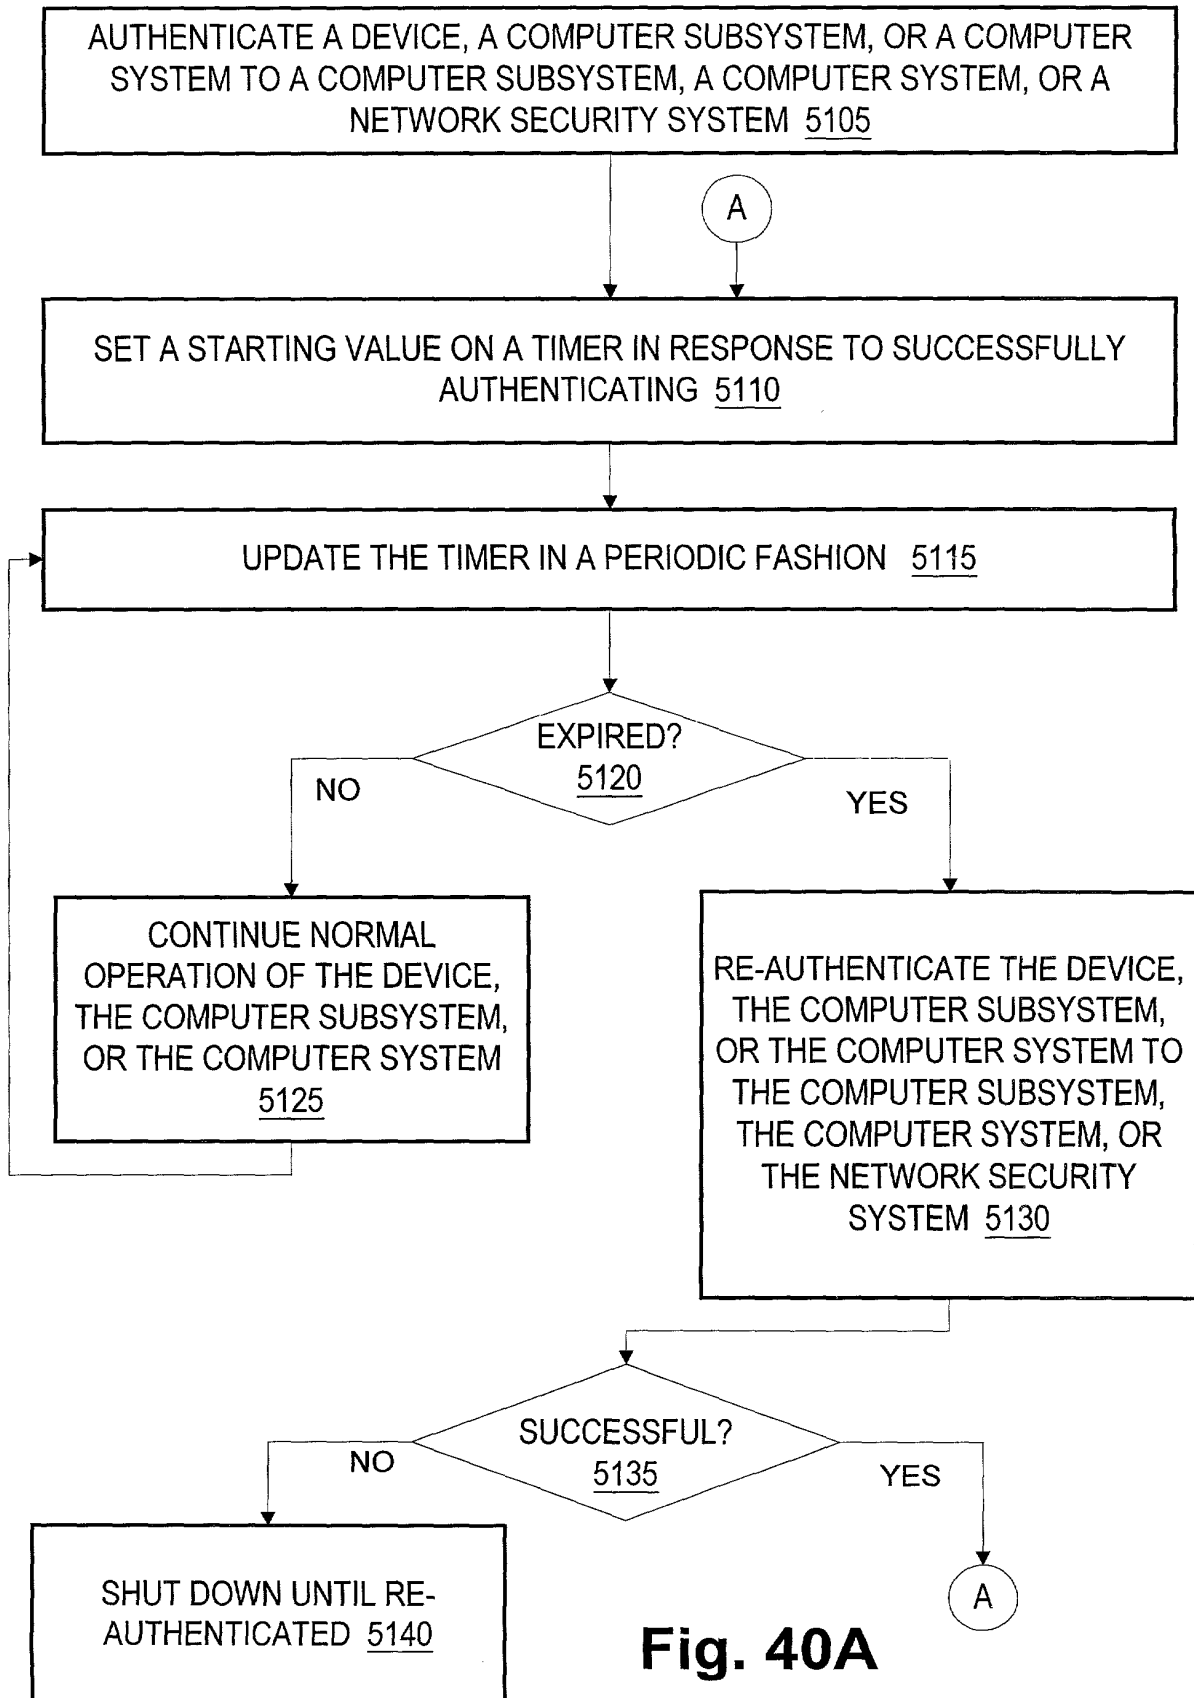 AUTHENTICATE A DEVICE, A COMPUTER SUBSYSTEM, OR A COMPUTER
SYSTEM TO A COMPUTER SUBSYSTEM, A COMPUTER SYSTEM, OR A
NETWORK SECURITY SYSTEM 5105
A
SET A STARTING VALUE ON A TIMER IN RESPONSE TO SUCCESSFULLY
AUTHENTICATING 5110
UPDATE THE TIMER IN A PERIODIC FASHION 5115
EXPIRED?
5120
NO
YES
CONTINUE NORMAL
OPERATION OF THE DEVICE,
THE COMPUTER SUBSYSTEM,
OR THE COMPUTER SYSTEM
5125
RE-AUTHENTICATE THE DEVICE,
THE COMPUTER SUBSYSTEM,
OR THE COMPUTER SYSTEM TO
THE COMPUTER SUBSYSTEM,
THE COMPUTER SYSTEM, OR
THE NETWORK SECURITY
SYSTEM 5130
SUCCESSFUL?
5135
NO
YES
SHUT DOWN UNTIL RE-
AUTHENTICATED 5140
A
Fig. 40A